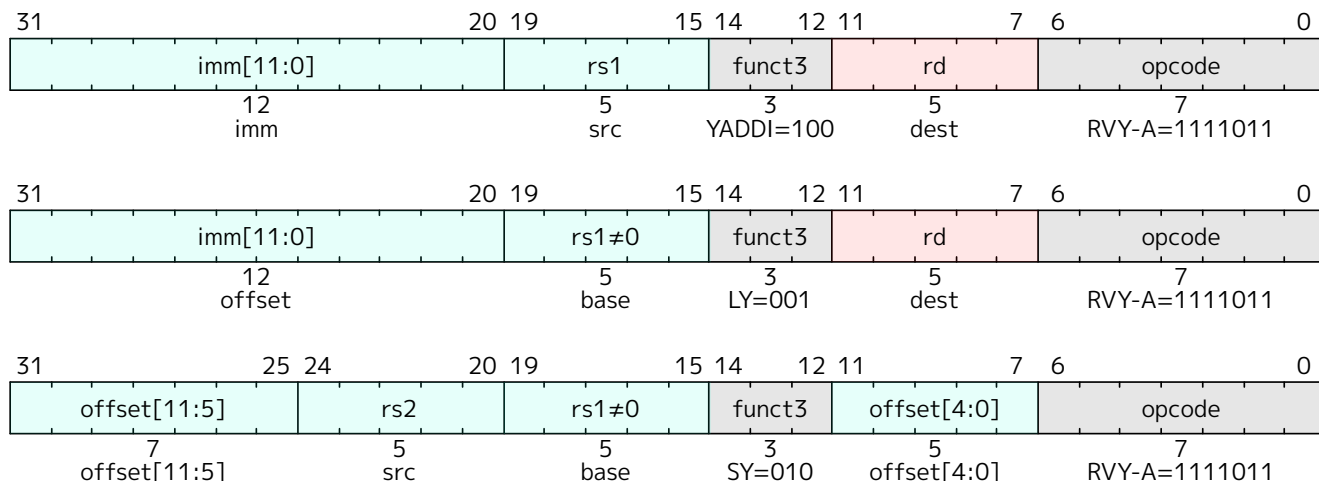 31 20 19 15 14 12 11 7 6 0
imm[11:0] rs1 funct3 rd opcode
12 5 3 5 7
imm src YADDI=100 dest RVY-A=1111011
31 20 19 15 14 12 11 7 6 0
imm[11:0] rs1≠0 funct3 rd opcode
12 5 3 5 7
offset base LY=001 dest RVY-A=1111011
31 25 24 20 19 15 14 12 11 7 6 0
offset[11:5] rs2 rs1≠0 funct3 offset[4:0] opcode
7 5 5 3 5 7
offset[11:5] src base SY=010 offset[4:0] RVY-A=1111011